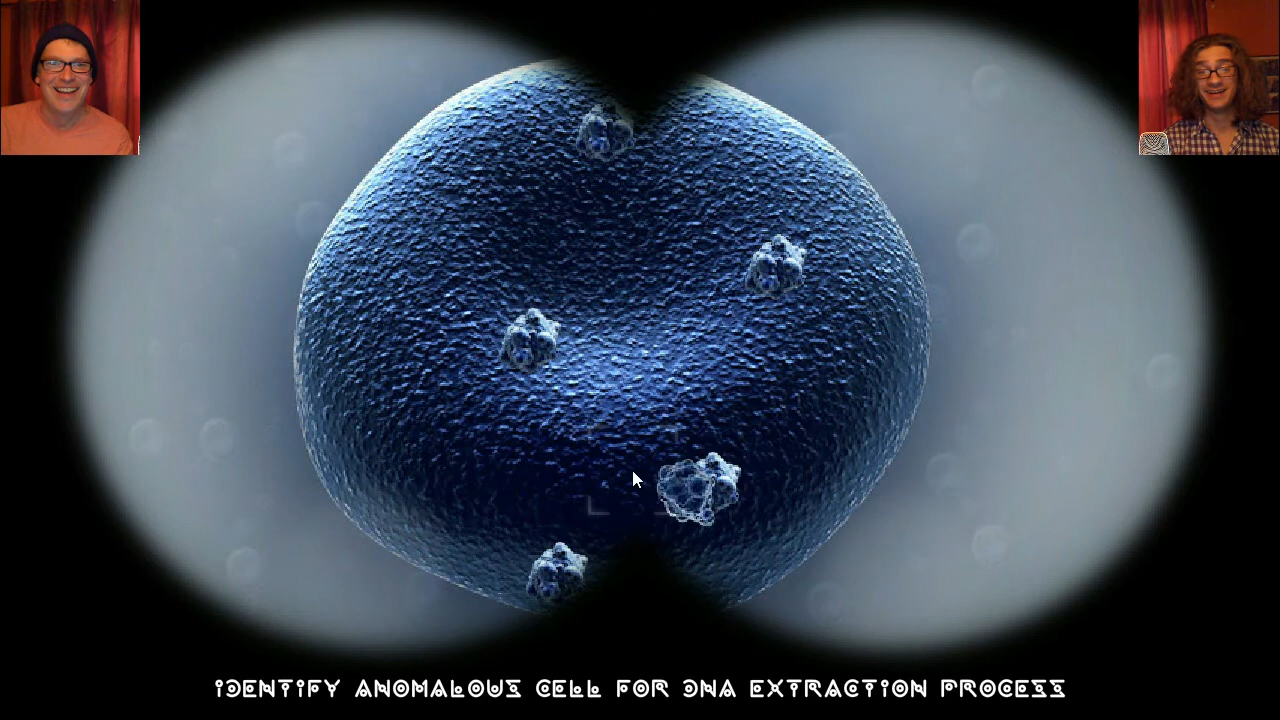 IDENTIFY ANOMALOUS CELL FOR DNA EXTRACTION PROCESS